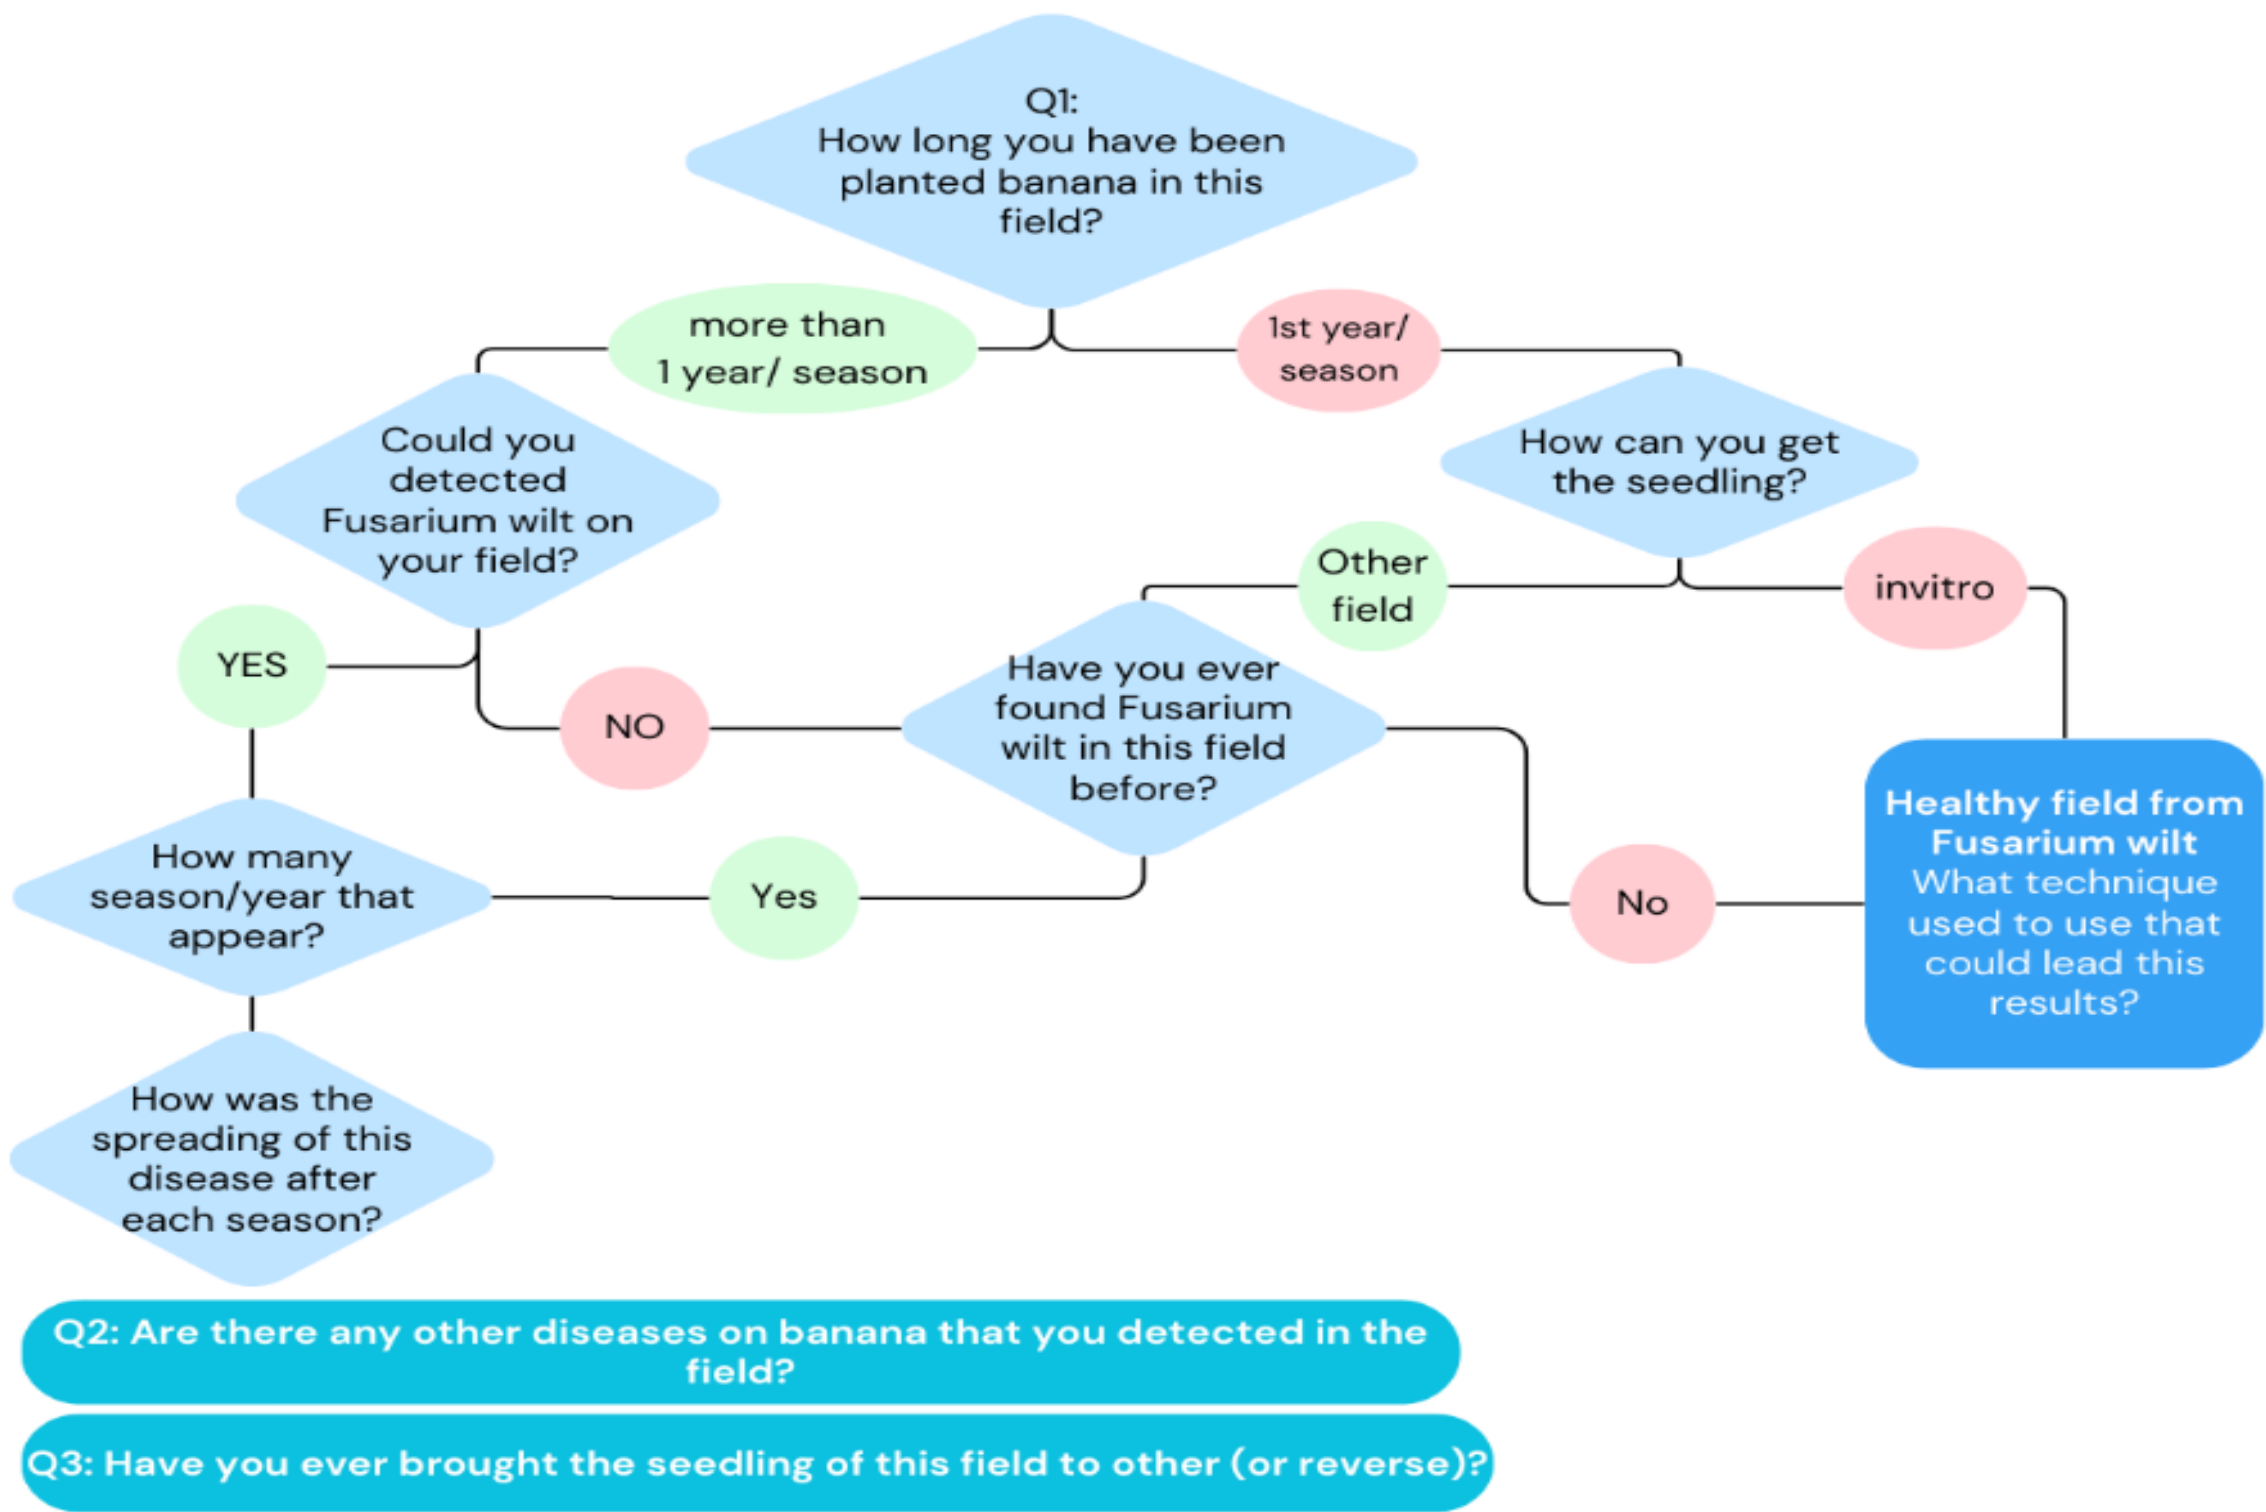 Q1:
How long you have been
planted banana in this
field?
more than
1 year/ season
1st year/
season
Could you
detected
Fusarium wilt on
your field?
How can you get
the seedling?
Other
field
invitro
YES
NO
Have you ever
found Fusarium
wilt in this field
before?
How many
season/year that
appear?
Yes
No
Healthy field from
Fusarium wilt
What technique
used to use that
could lead this
results?
How was the
spreading of this
disease after
each season?
Q2: Are there any other diseases on banana that you detected in the
field?
Q3: Have you ever brought the seedling of this field to other (or reverse)?